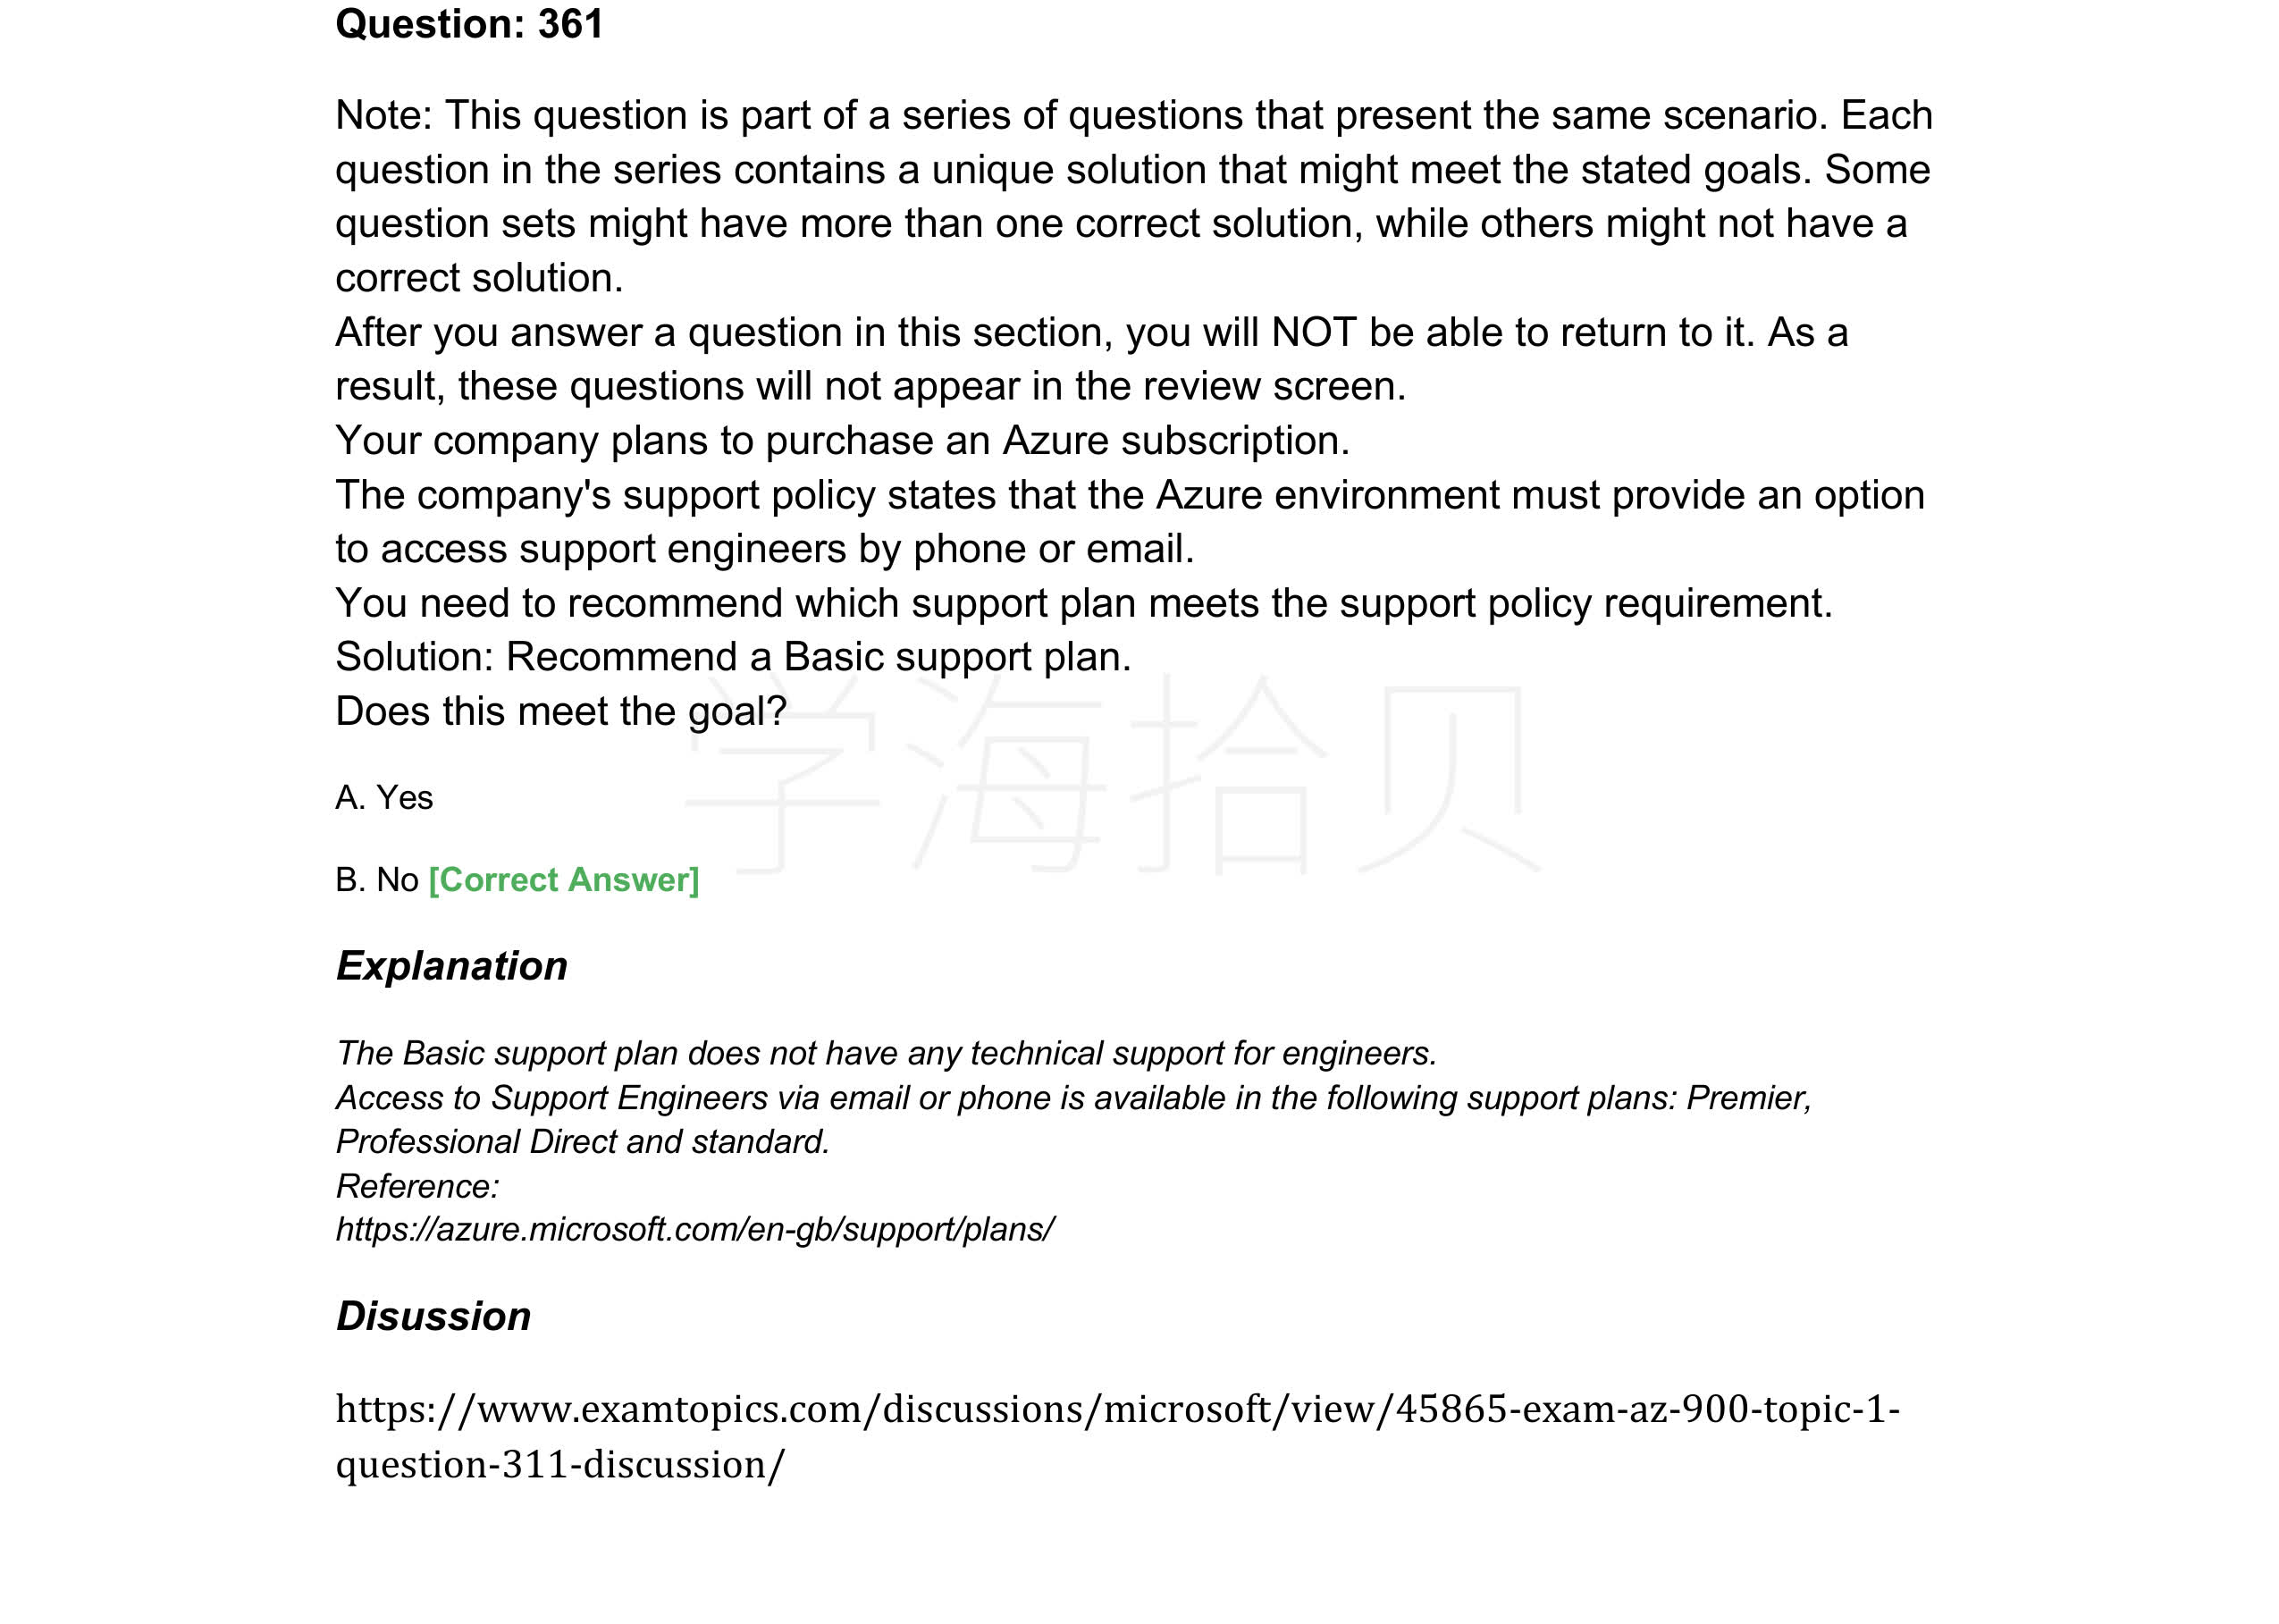 Question: 361
Note: This question is part of a series of questions that present the same scenario. Each
question in the series contains a unique solution that might meet the stated goals. Some
question sets might have more than one correct solution, while others might not have a
correct solution.
After you answer a question in this section, you will NOT be able to return to it. As a
result, these questions will not appear in the review screen.
Your company plans to purchase an Azure subscription.
The company's support policy states that the Azure environment must provide an option
to access support engineers by phone or email.
You need to recommend which support plan meets the support policy requirement.
Solution: Recommend a Basic support plan.
Does this meet the goal?
学海拾贝
A. Yes
B. No [Correct Answer]
Explanation
The Basic support plan does not have any technical support for engineers.
Access to Support Engineers via email or phone is available in the following support plans: Premier,
Professional Direct and standard.
Reference:
https://azure.microsoft.com/en-gb/support/plans/
Disussion
https://www.examtopics.com/discussions/microsoft/view/45865-exam-az-900-topic-1-
question-311-discussion/